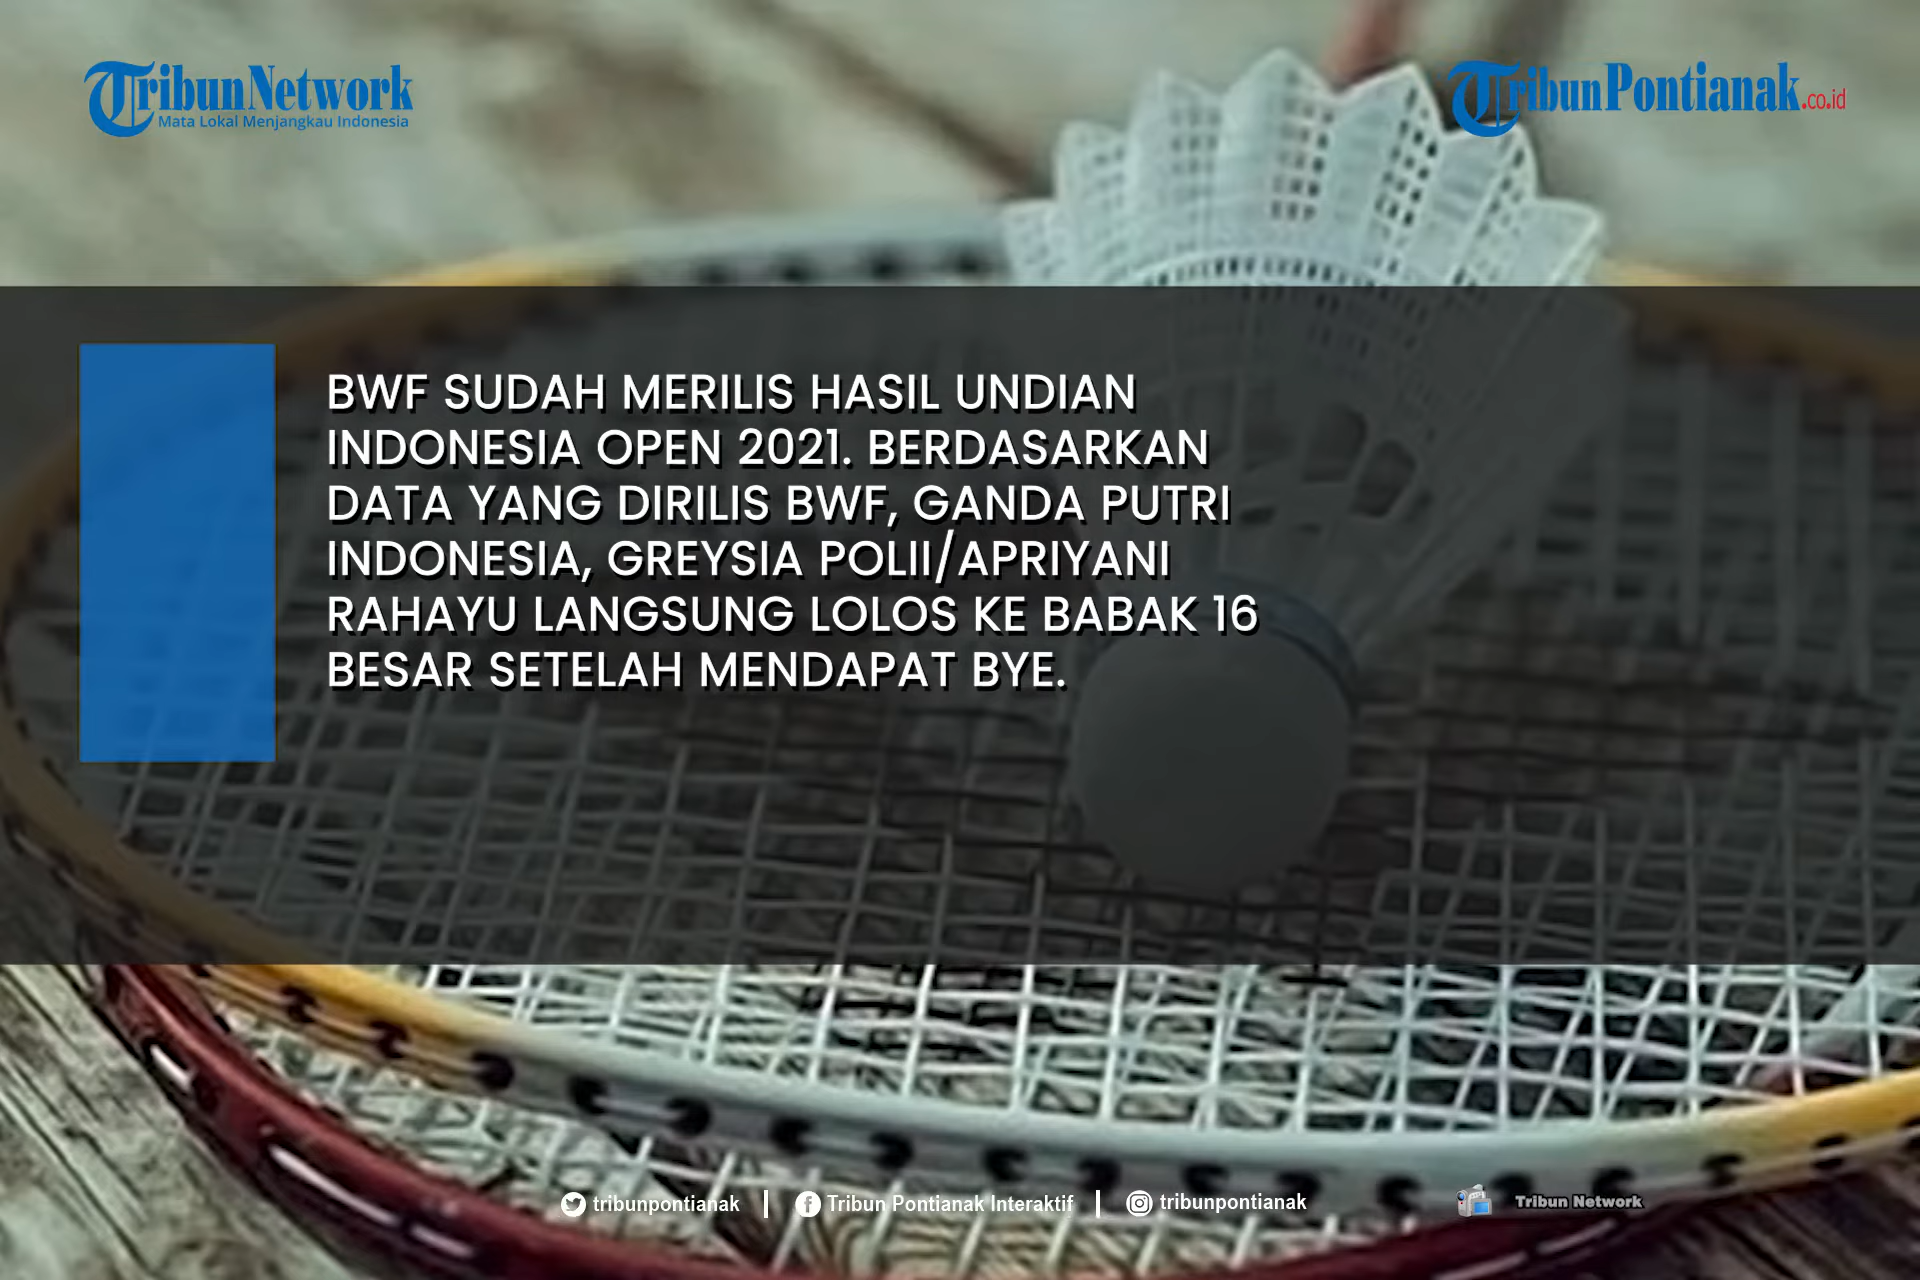 TribunNetwork
Mata Lokal Menjangkau Indonesia
TribunPontianak.co.id
BWF SUDAH MERILIS HASIL UNDIAN
INDONESIA OPEN 2021. BERDASARKAN
DATA YANG DIRILIS BWF, GANDA PUTRI
INDONESIA, GREYSIA POLII/APRIYANI
RAHAYU LANGSUNG LOLOS KE BABAK 16
BESAR SETELAH MENDAPAT BYE.
tribunpontianak | Tribun Pontianak Interaktif | tribunpontianak
Tribun Network